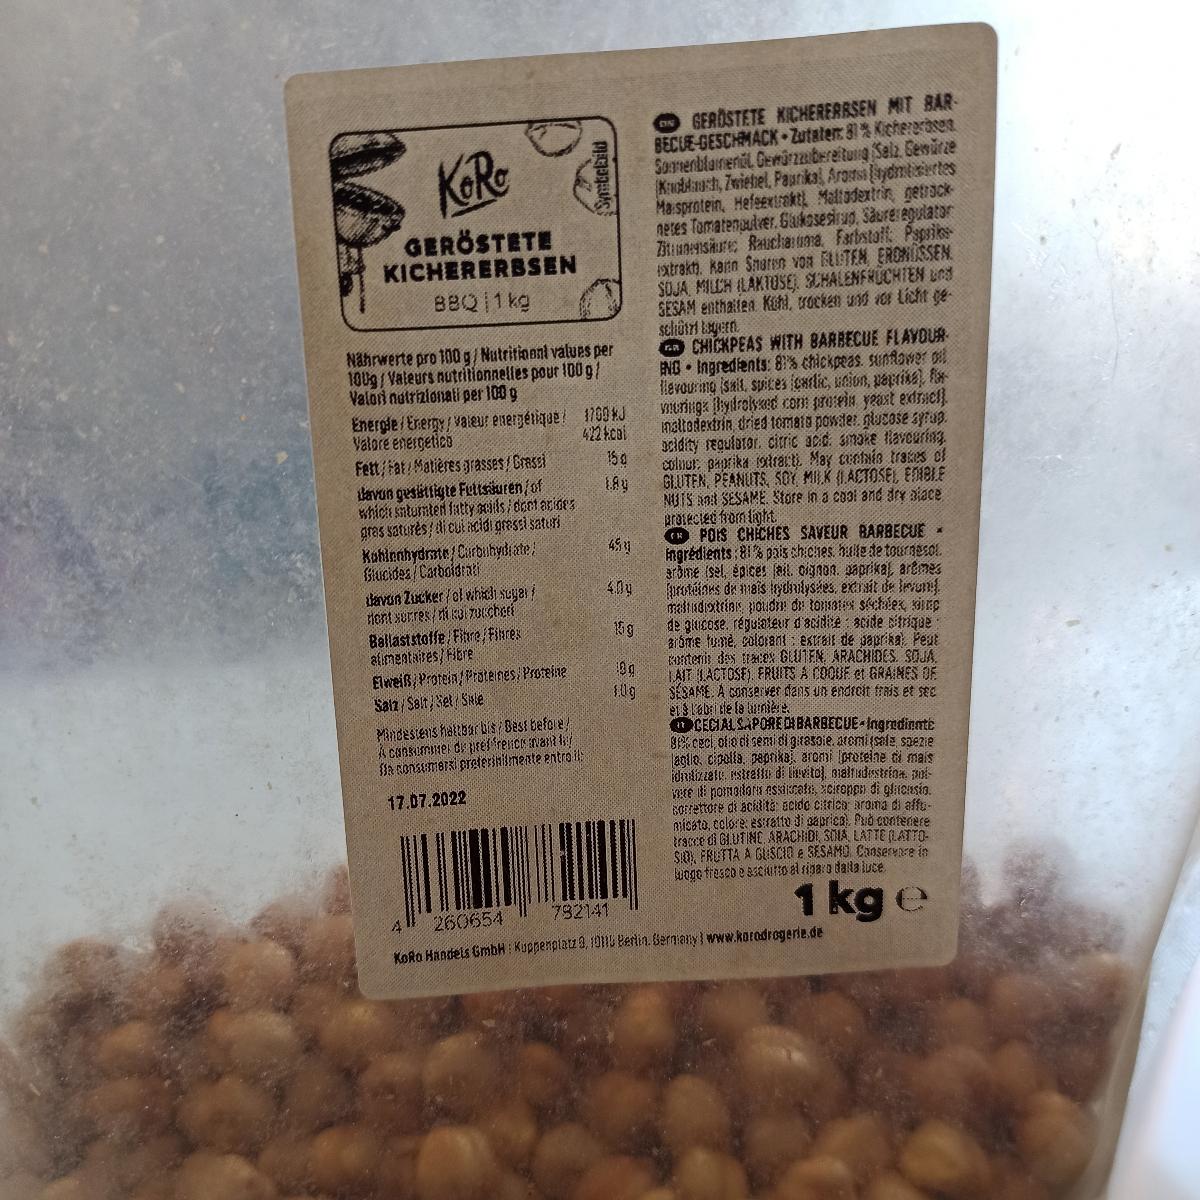 KoRo
Symbolbild
GERÖSTETE
KICHERERBSEN
BBQ | 1 kg
Nährwerte pro 100 g / Nutritional values per
100g / Valeurs nutritionnelles pour 100 g /
Valori nutrizionali per 100 g
Energie / Energy / Valeur énergétique / 1700 kJ
Valore energetico 422 kcal
Fett / Fat / Matières grasses / Grassi 15 g
davon gesättigte Fettsäuren / of 1.8 g
which saturated fatty acids / dont acides
gras saturés / di cui acidi grassi saturi
Kohlenhydrate / Carbohydrate / 45 g
Glucides / Carboidrati
davon Zucker / of which sugar / 4.0 g
dont sucres / di cui zuccheri
Ballaststoffe / Fibre / Fibres 15 g
alimentaires / Fibre
Eiweiß / Protein / Protéines / Proteine
Salz / Salt / Sel / Sale 1.0 g
Mindestens haltbar bis / Best before /
À consommer de préférence avant le /
Da consumarsi preferibilmente entro il:
17.07.2022
4 260654 782141
KoRo Handels GmbH | Koppenplatz 9, 10115 Berlin, Germany | www.korodrogerie.de
GERÖSTETE KICHERERBSEN MIT BAR-
BECUE-GESCHMACK • Zutaten: 81 % Kichererbsen,
Sonnenblumenöl, Gewürzzubereitung (Salz, Gewürze
(Knoblauch, Zwiebel, Paprika), Aroma (hydrolisiertes
Maisprotein, Hefeextrakt), Maltodextrin, getrock-
netes Tomatenpulver, Glukosesirup, Säureregulator:
Zitronensäure; Raucharoma, Farbstoff: Paprika-
extrakt). Kann Spuren von GLUTEN, ERDNÜSSEN,
SOJA, MILCH (LAKTOSE), SCHALENFRÜCHTEN und
SESAM enthalten. Kühl, trocken und vor Licht ge-
schützt lagern.
GB CHICKPEAS WITH BARBECUE FLAVOUR-
ING • Ingredients: 81% chickpeas, sunflower oil
flavouring (salt, spices (garlic, onion, paprika), fla-
vourings (hydrolysed corn protein, yeast extract),
maltodextrin, dried tomato powder, glucose syrup,
acidity regulator: citric acid; smoke flavouring,
colour: paprika extract). May contain traces of
GLUTEN, PEANUTS, SOY, MILK (LACTOSE), EDIBLE
NUTS and SESAME. Store in a cool and dry place
protected from light.
FR POIS CHICHES SAVEUR BARBECUE •
Ingrédients : 81 % pois chiches, huile de tournesol,
arôme (sel, épices (ail, oignon, paprika), arômes
(protéines de maïs hydrolysées, extrait de levure),
maltodextrine, poudre de tomates séchées, sirop
de glucose, régulateur d'acidité : acide citrique ;
arôme fumé, colorant : extrait de paprika). Peut
contenir des traces GLUTEN, ARACHIDES, SOJA,
LAIT (LACTOSE), FRUITS À COQUE et GRAINES DE
SÉSAME. À conserver dans un endroit frais et sec
et à l'abri de la lumière.
IT CECI AL SAPORE DI BARBECUE • Ingredienti:
81% ceci, olio di semi di girasole, aromi (sale, spezie
(aglio, cipolla, paprika), aromi (proteine di mais
idrolizzate, estratto di lievito), maltodestrine, pol-
vere di pomodoro essiccato, sciroppo di glucosio,
correttore di acidità: acido citrico; aroma di affu-
micato, colore: estratto di paprica). Può contenere
tracce di GLUTINE, ARACHIDI, SOIA, LATTE (LATTO-
SIO), FRUTTA A GUSCIO e SESAMO. Conservare in
luogo fresco e asciutto al riparo dalla luce.
1 kg e